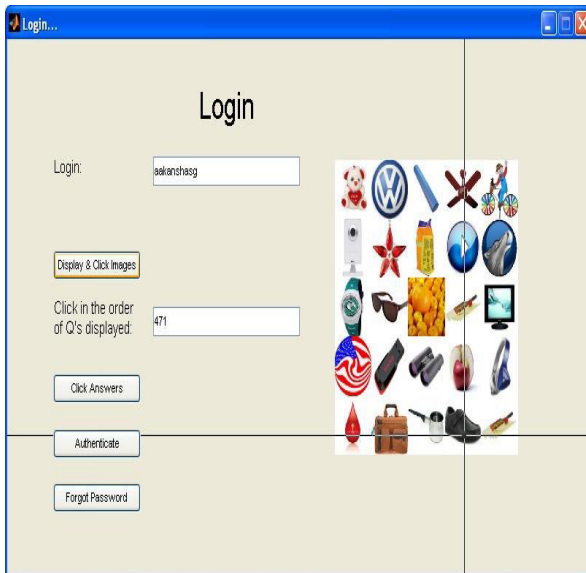 Login...
Login
Login:
aakanshasg
Display & Click Images
Click in the order
of Q's displayed:
471
Click Answers
Authenticate
Forgot Password